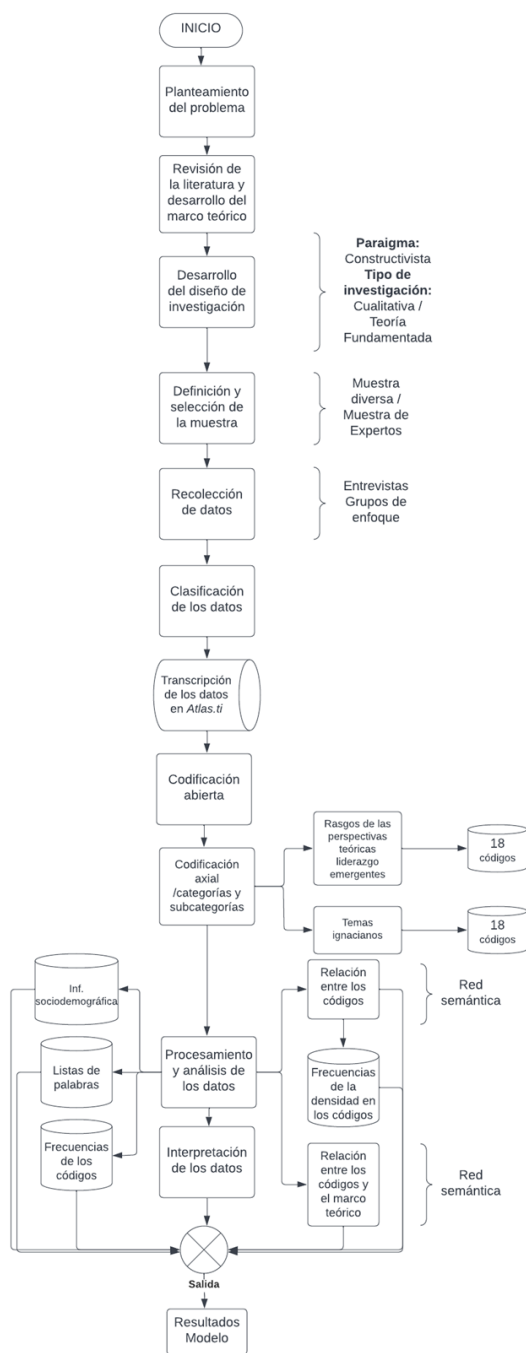 INICIO
Planteamiento
del problema
Revisión de
la literatura y
desarrollo del
marco teórico
Desarrollo
del diseño de
investigación
Paraigma:
Constructivista
Tipo de
investigación:
Cualitativa /
Teoría
Fundamentada
Definición y
selección de
la muestra
Muestra
diversa /
Muestra de
Expertos
Recolección
de datos
Entrevistas
Grupos de
enfoque
Clasificación
de los datos
Transcripción
de los datos
en Atlas.ti
Codificación
abierta
Codificación
axial
/categorías y
subcategorías
Rasgos de las
perspectivas
teóricas
liderazgo
emergentes
18
códigos
Temas
ignacianos
18
códigos
Inf.
sociodemográfica
Relación
entre los
códigos
Red
semántica
Listas de
palabras
Procesamiento
y análisis de
los datos
Frecuencias
de la
densidad en
los códigos
Frecuencias
de los
códigos
Interpretación
de los datos
Relación
entre los
códigos y
el marco
teórico
Red
semántica
Salida
Resultados
Modelo